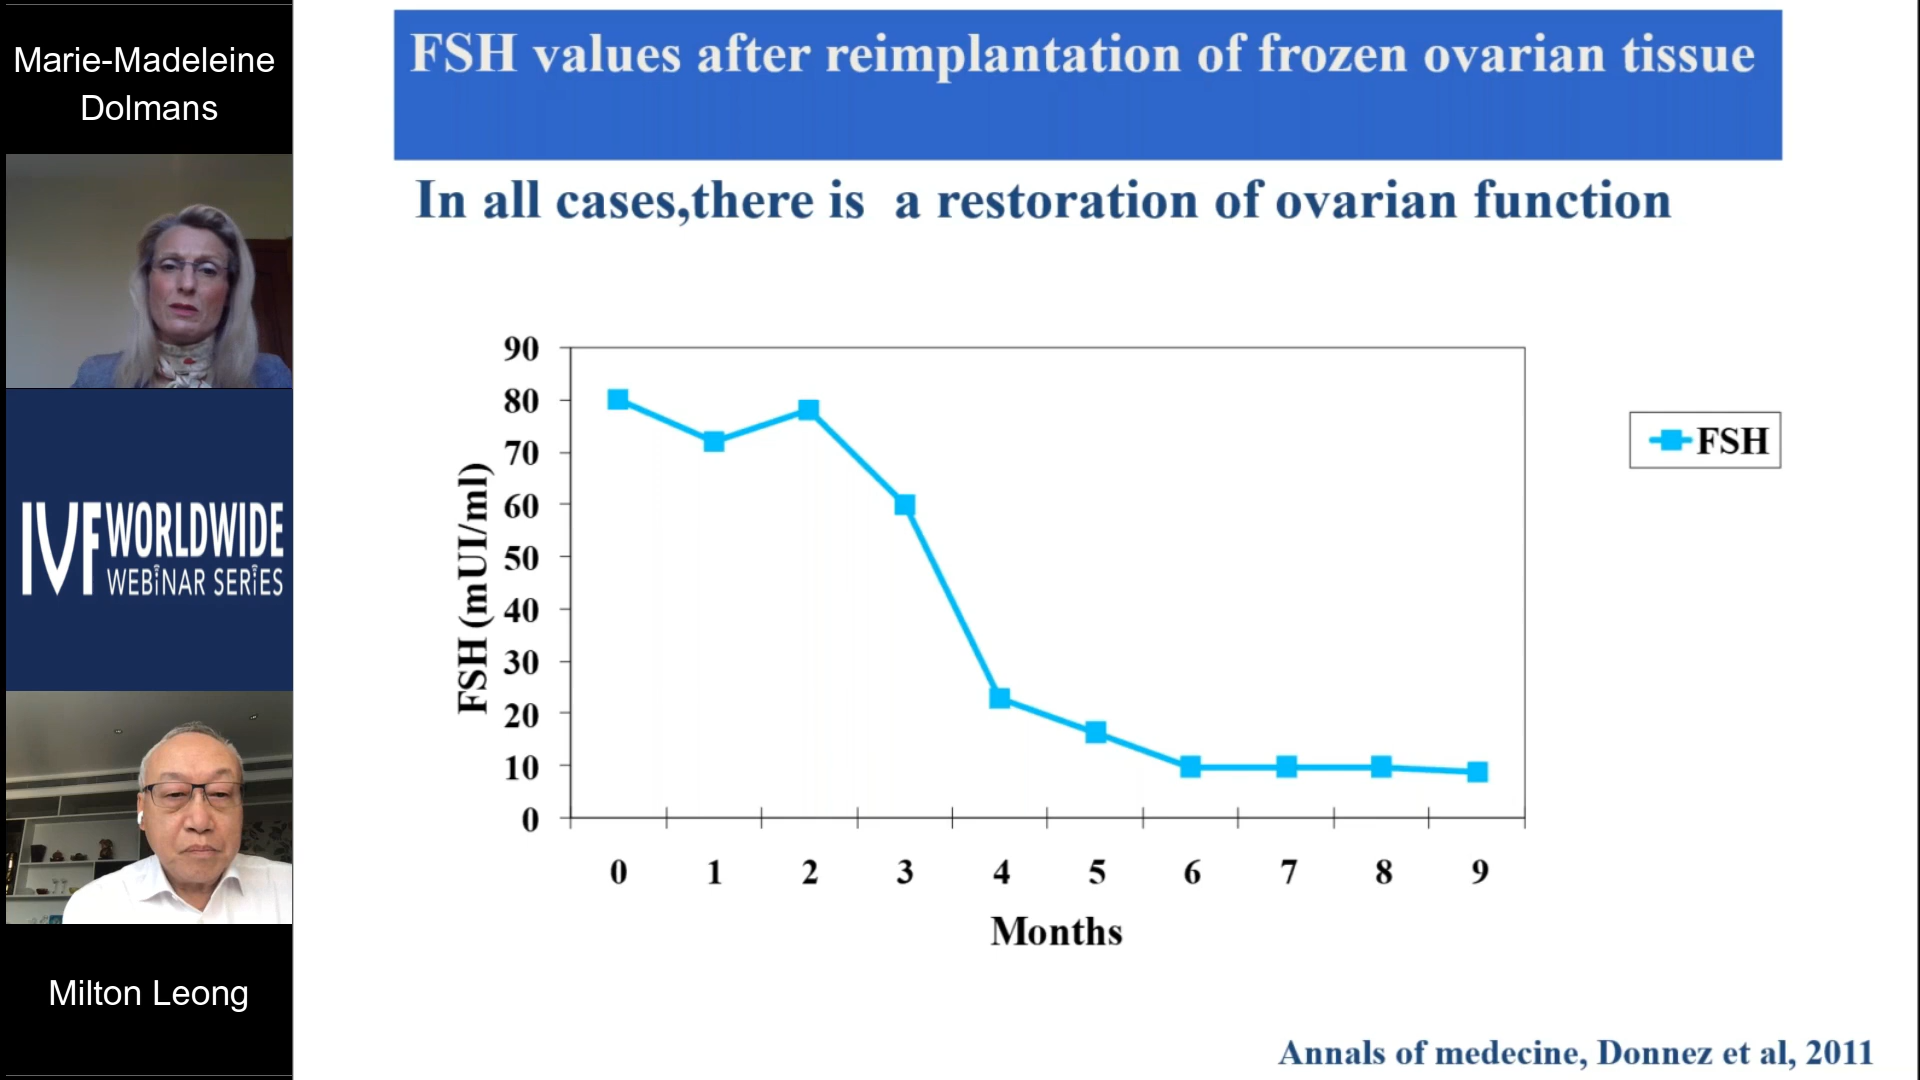 Marie-Madeleine
Dolmans
IVF WORLDWIDE
WEBINAR SERIES
Milton Leong
FSH values after reimplantation of frozen ovarian tissue
In all cases,there is a restoration of ovarian function
90
80
70
60
50
40
30
20
10
0
FSH (mUI/ml)
0 1 2 3 4 5 6 7 8 9
Months
FSH
Annals of medecine, Donnez et al, 2011